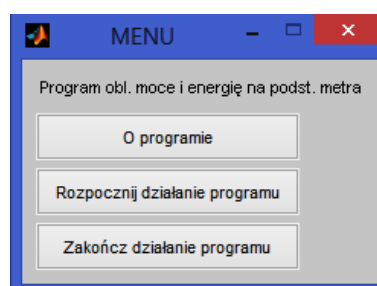 MENU
Program obl. moce i energię na podst. metra
O programie
Rozpocznij działanie programu
Zakończ działanie programu